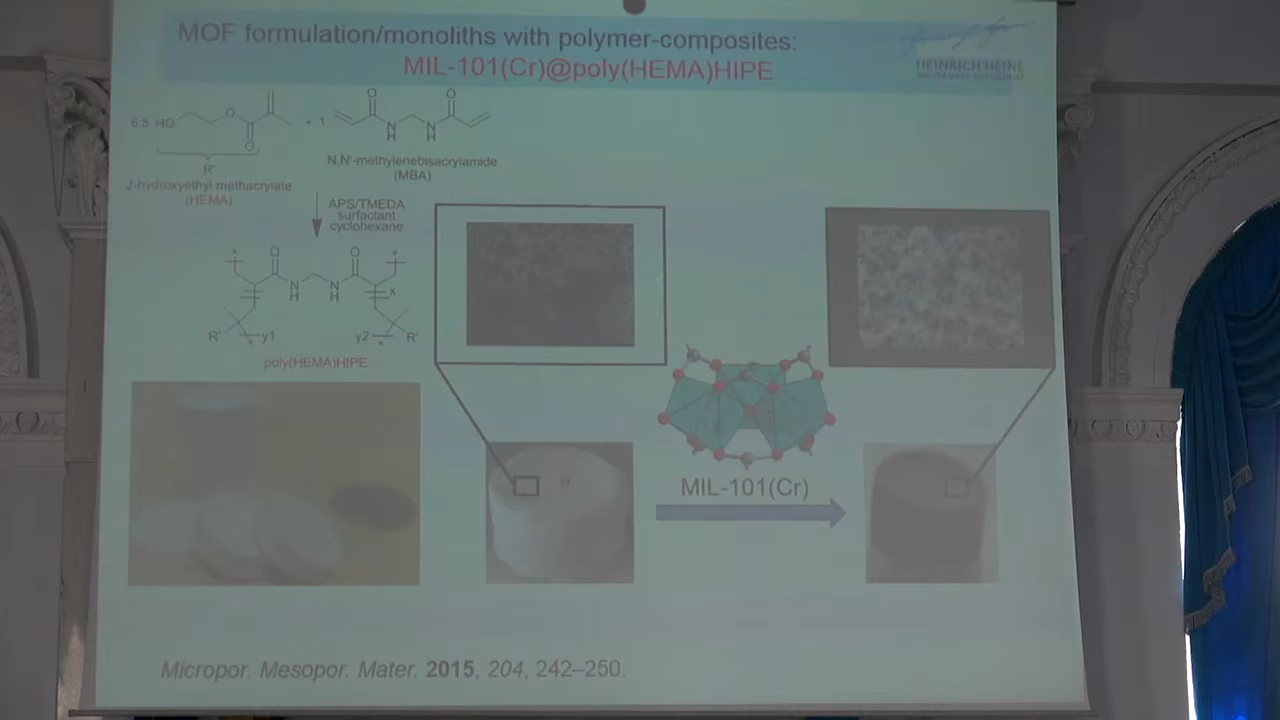 MOF formulation/monoliths with polymer-composites:
MIL-101(Cr)@poly(HEMA)HIPE
HEINRICH HEINE
6.5 HO
O
O
R'
2-hydroxyethyl methacrylate
(HEMA)
+ 1
O
O
N
H
N
H
N,N'-methylenebisacrylamide
(MBA)
APS/TMEDA
surfactant
cyclohexane
*
O
O
*
N
H
N
H
x
R'
*
y1
y2
*
R'
poly(HEMA)HIPE
MIL-101(Cr)
Micropor. Mesopor. Mater. 2015, 204, 242–250.